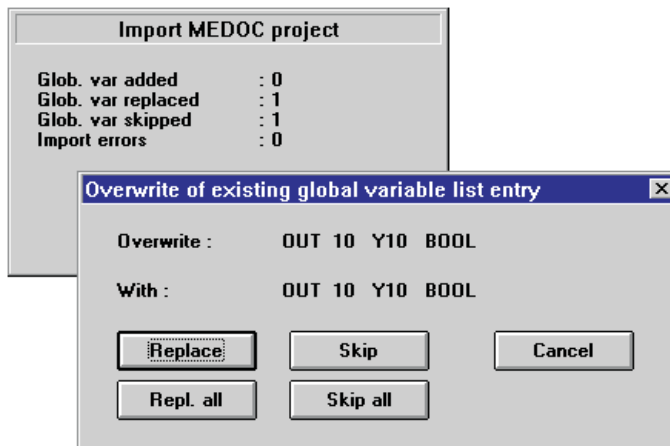 Import MEDOC project
Glob. var added : 0
Glob. var replaced : 1
Glob. var skipped : 1
Import errors : 0
Overwrite of existing global variable list entry
Overwrite : OUT 10 Y10 BOOL
With : OUT 10 Y10 BOOL
Replace Skip Cancel
Repl. all Skip all